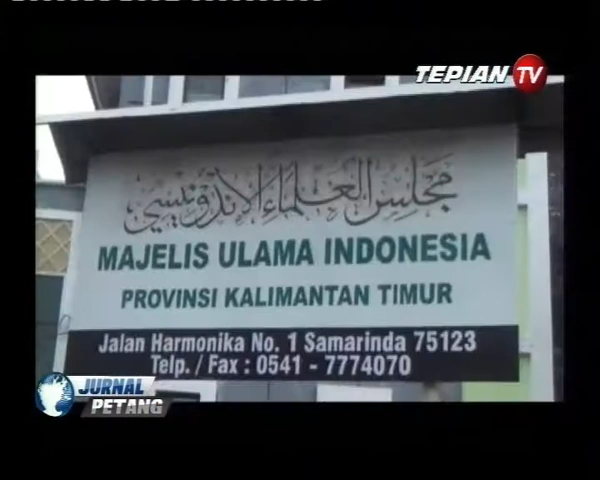 TEPIAN TV
مجلس العلماء الإندونيسي
MAJELIS ULAMA INDONESIA
PROVINSI KALIMANTAN TIMUR
Jalan Harmonika No. 1 Samarinda 75123
Telp. / Fax : 0541 - 7774070
JURNAL
PETANG